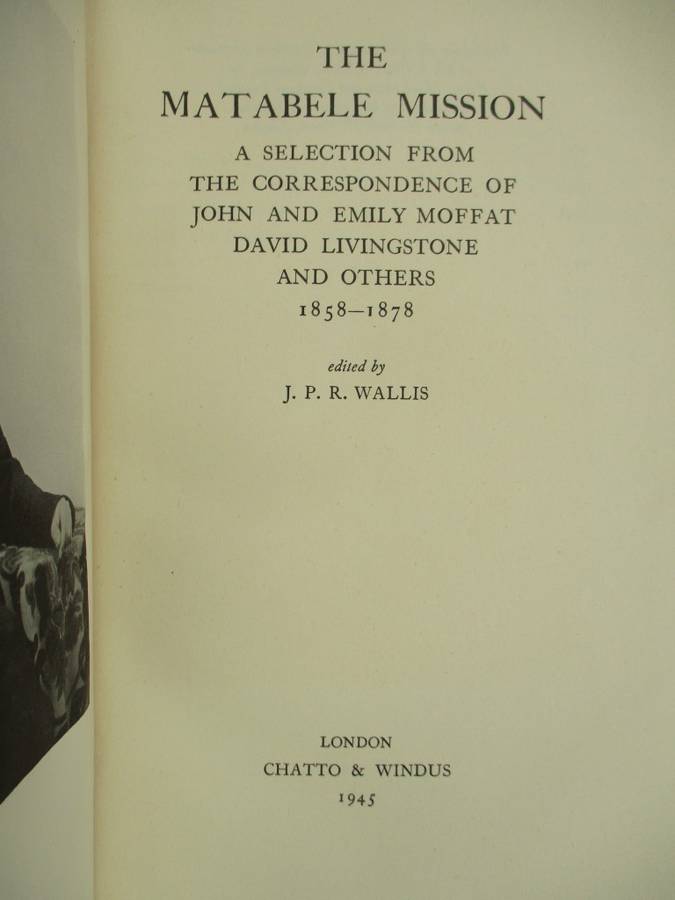 THE
MATABELE MISSION
A SELECTION FROM
THE CORRESPONDENCE OF
JOHN AND EMILY MOFFAT
DAVID LIVINGSTONE
AND OTHERS
1858—1878
edited by
J. P. R. WALLIS
LONDON
CHATTO & WINDUS
1945